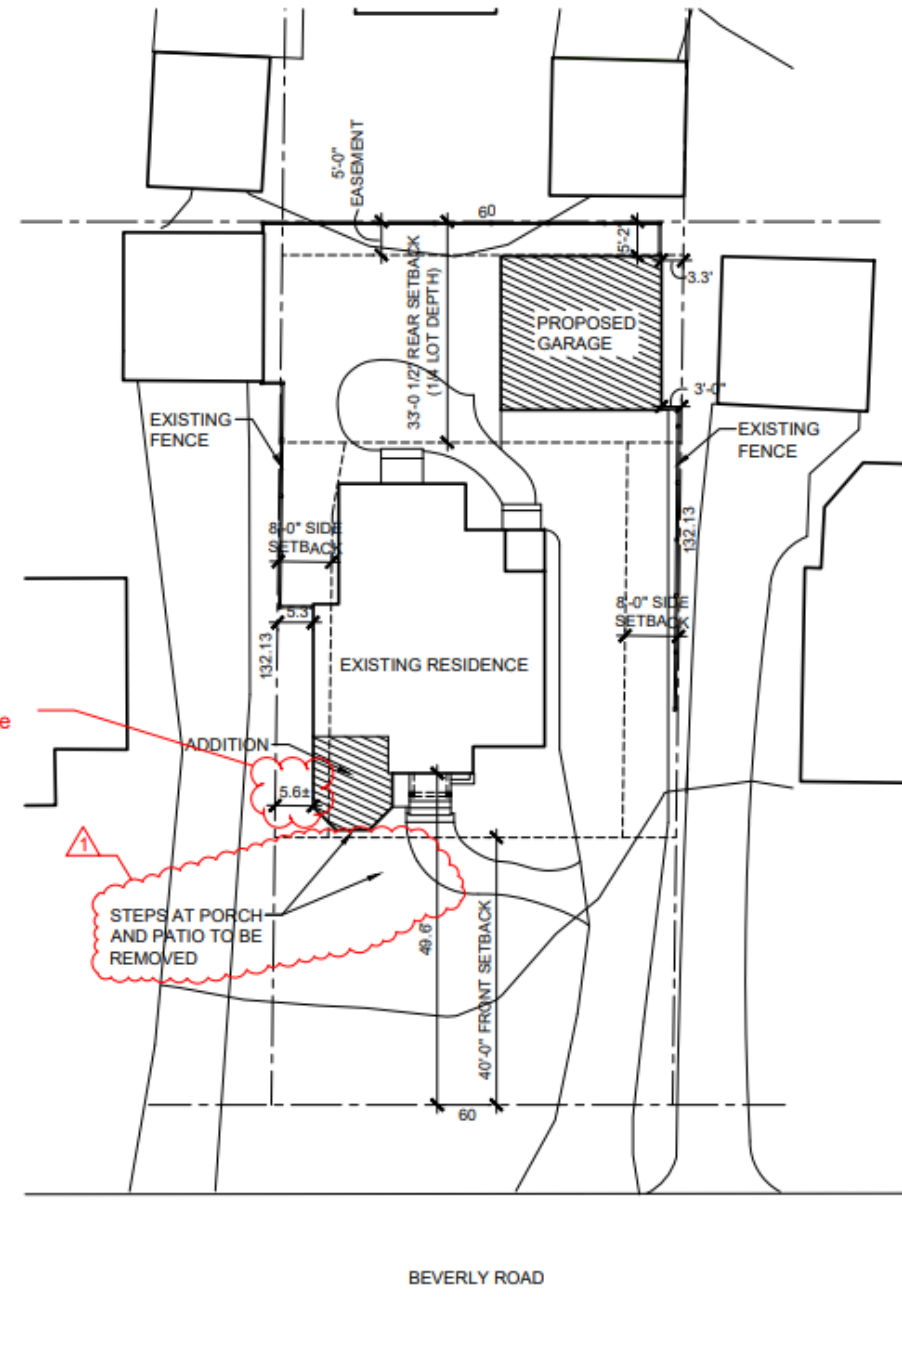 5'-0"
EASEMENT
60
5'-2"
33'-0 1/2" REAR SETBACK
(1/4 LOT DEPTH)
PROPOSED
GARAGE
3.3'
3'-0"
EXISTING
FENCE
EXISTING
FENCE
8'-0" SIDE
SETBACK
132.13
8'-0" SIDE
SETBACK
5.3'
132.13
EXISTING RESIDENCE
e
ADDITION
5.6±
1
STEPS AT PORCH
AND PATIO TO BE
REMOVED
49.6'
40'-0" FRONT SETBACK
60
BEVERLY ROAD